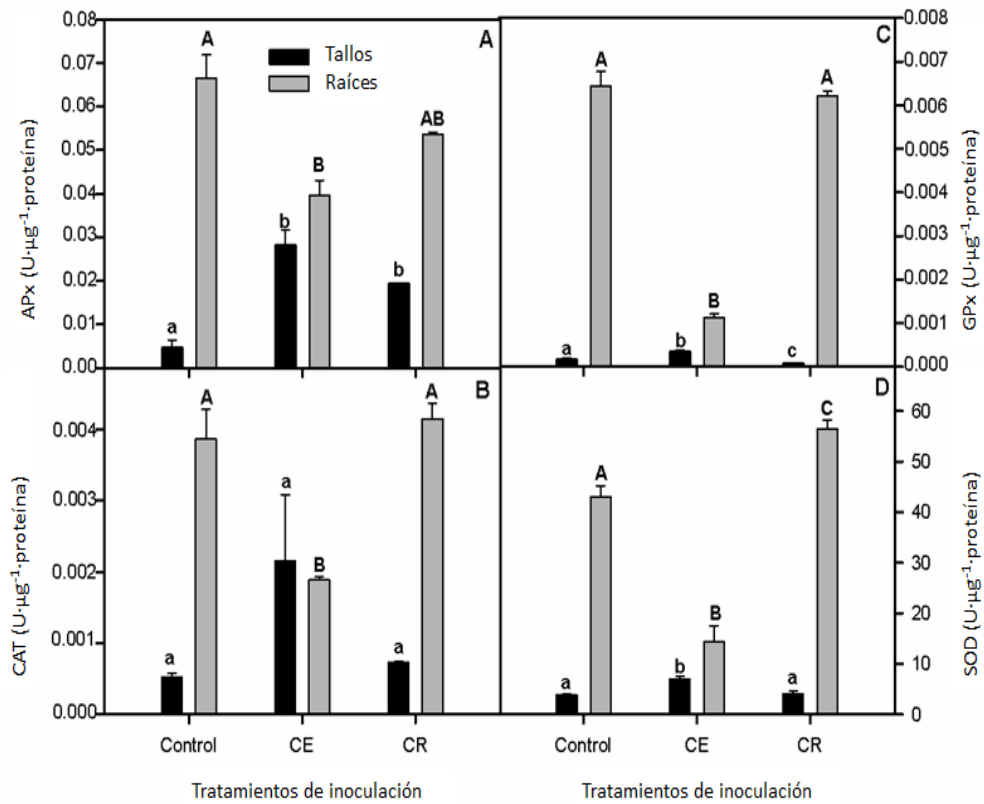 A
Tallos
Raíces
APx (U·µg⁻¹·proteína)
0.08
0.07
0.06
0.05
0.04
0.03
0.02
0.01
0.00
A
B
AB
a
b
b
C
GPx (U·µg⁻¹·proteína)
0.008
0.007
0.006
0.005
0.004
0.003
0.002
0.001
0.000
A
B
A
a
b
c
B
CAT (U·µg⁻¹·proteína)
0.004
0.003
0.002
0.001
0.000
A
a
B
A
a
a
D
SOD (U·µg⁻¹·proteína)
60
50
40
30
20
10
0
A
B
C
a
b
a
Control CE CR
Control CE CR
Tratamientos de inoculación
Tratamientos de inoculación